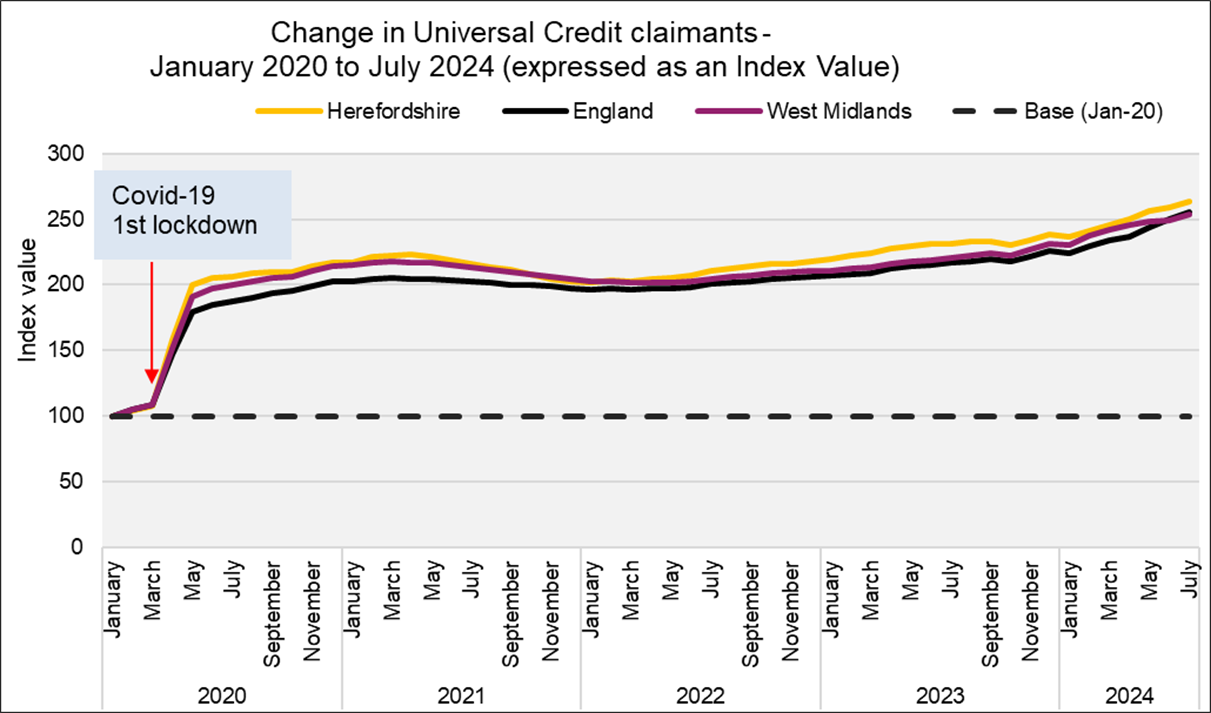 Change in Universal Credit claimants -
January 2020 to July 2024 (expressed as an Index Value)
Herefordshire England West Midlands Base (Jan-20)
Covid-19
1st lockdown
Index value
300
250
200
150
100
50
0
January March May July September November January March May July September November January March May July September November January March May July September November January March May July
2020 2021 2022 2023 2024